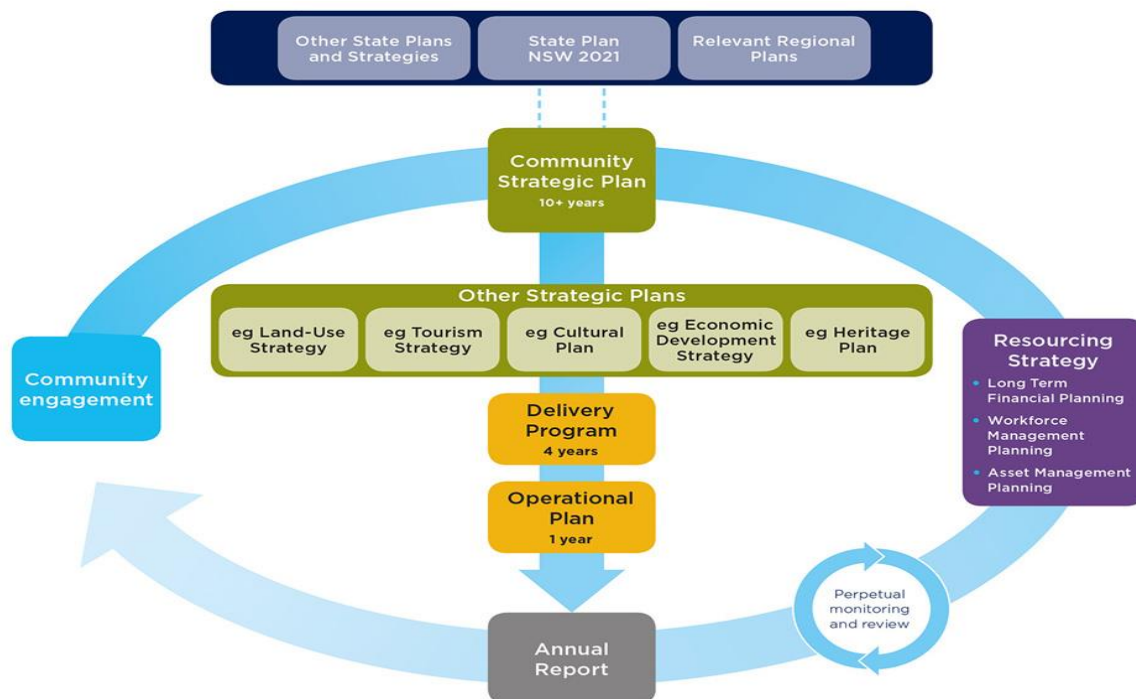 Other State Plans
and Strategies
State Plan
NSW 2021
Relevant Regional
Plans
Community
Strategic Plan
10+ years
Other Strategic Plans
eg Land-Use
Strategy
eg Tourism
Strategy
eg Cultural
Plan
eg Economic
Development
Strategy
eg Heritage
Plan
Community
engagement
Resourcing
Strategy
• Long Term
Financial Planning
• Workforce
Management
Planning
• Asset Management
Planning
Delivery
Program
4 years
Operational
Plan
1 year
Perpetual
monitoring
and review
Annual
Report